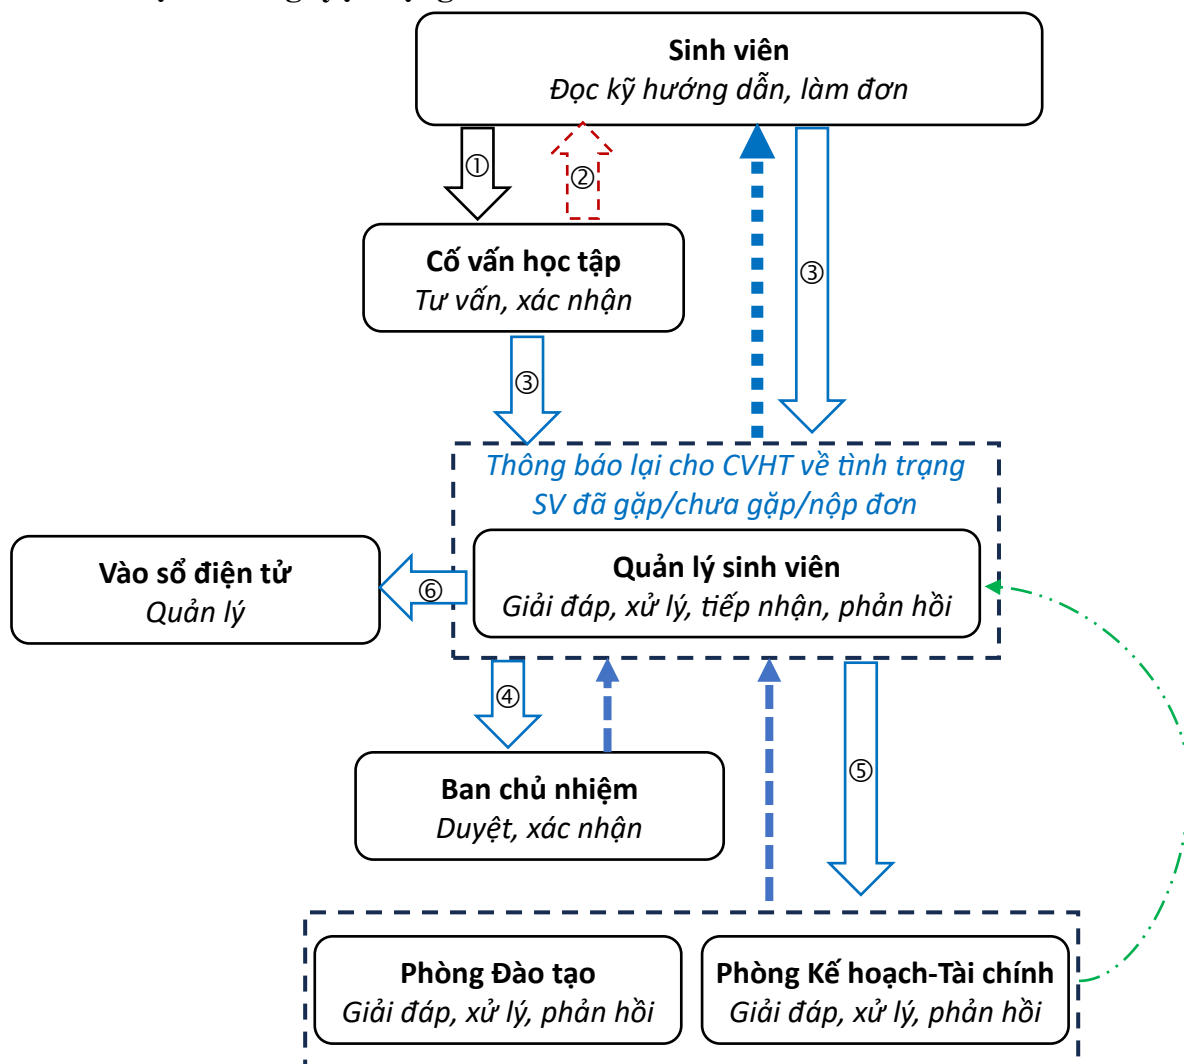 Sinh viên
Đọc kỹ hướng dẫn, làm đơn
①
②
Cố vấn học tập
Tư vấn, xác nhận
③
③
Thông báo lại cho CVHT về tình trạng
SV đã gặp/chưa gặp/nộp đơn
Vào sổ điện tử
Quản lý
⑥
Quản lý sinh viên
Giải đáp, xử lý, tiếp nhận, phản hồi
④
⑤
Ban chủ nhiệm
Duyệt, xác nhận
Phòng Đào tạo
Giải đáp, xử lý, phản hồi
Phòng Kế hoạch-Tài chính
Giải đáp, xử lý, phản hồi